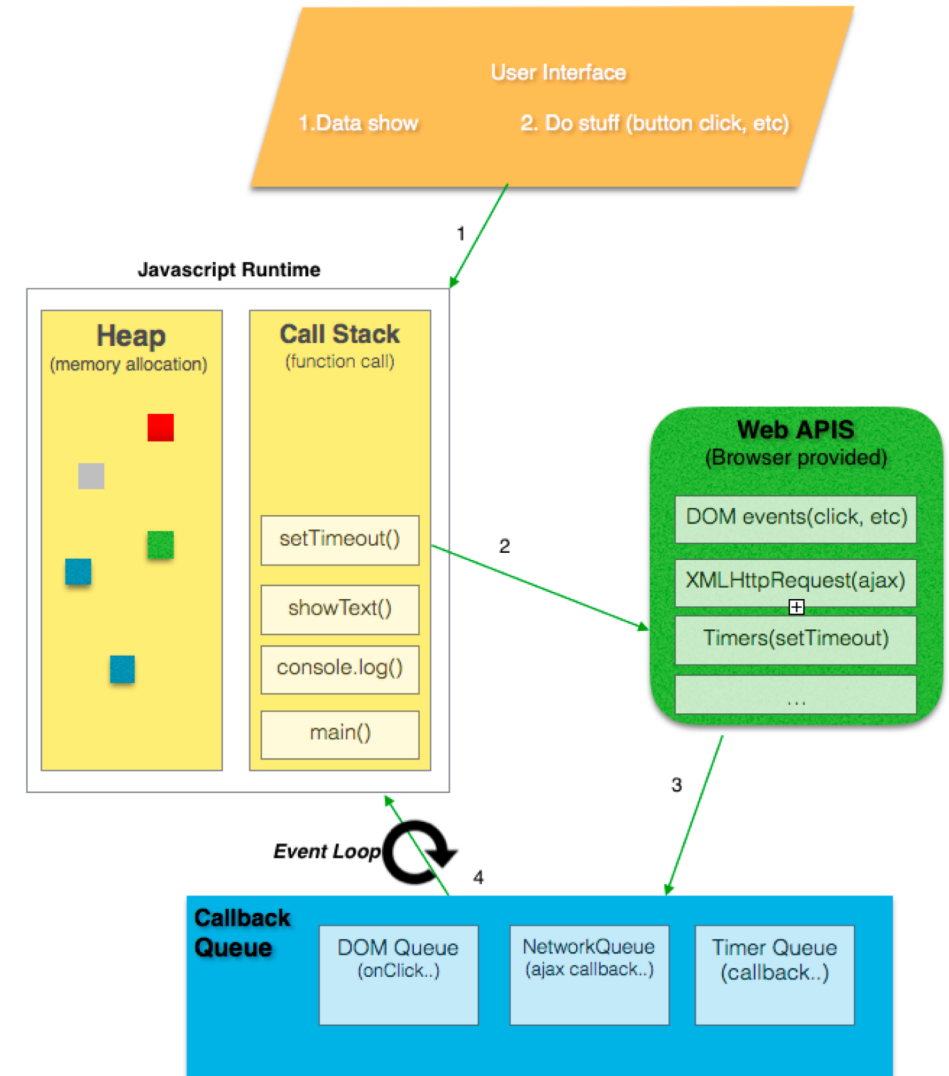 User Interface
1.Data show
2. Do stuff (button click, etc)
1
Javascript Runtime
Heap
(memory allocation)
Call Stack
(function call)
setTimeout()
showText()
console.log()
main()
2
Web APIS
(Browser provided)
DOM events(click, etc)
XMLHttpRequest(ajax)
Timers(setTimeout)
...
3
Event Loop
4
Callback
Queue
DOM Queue
(onClick..)
NetworkQueue
(ajax callback..)
Timer Queue
(callback..)